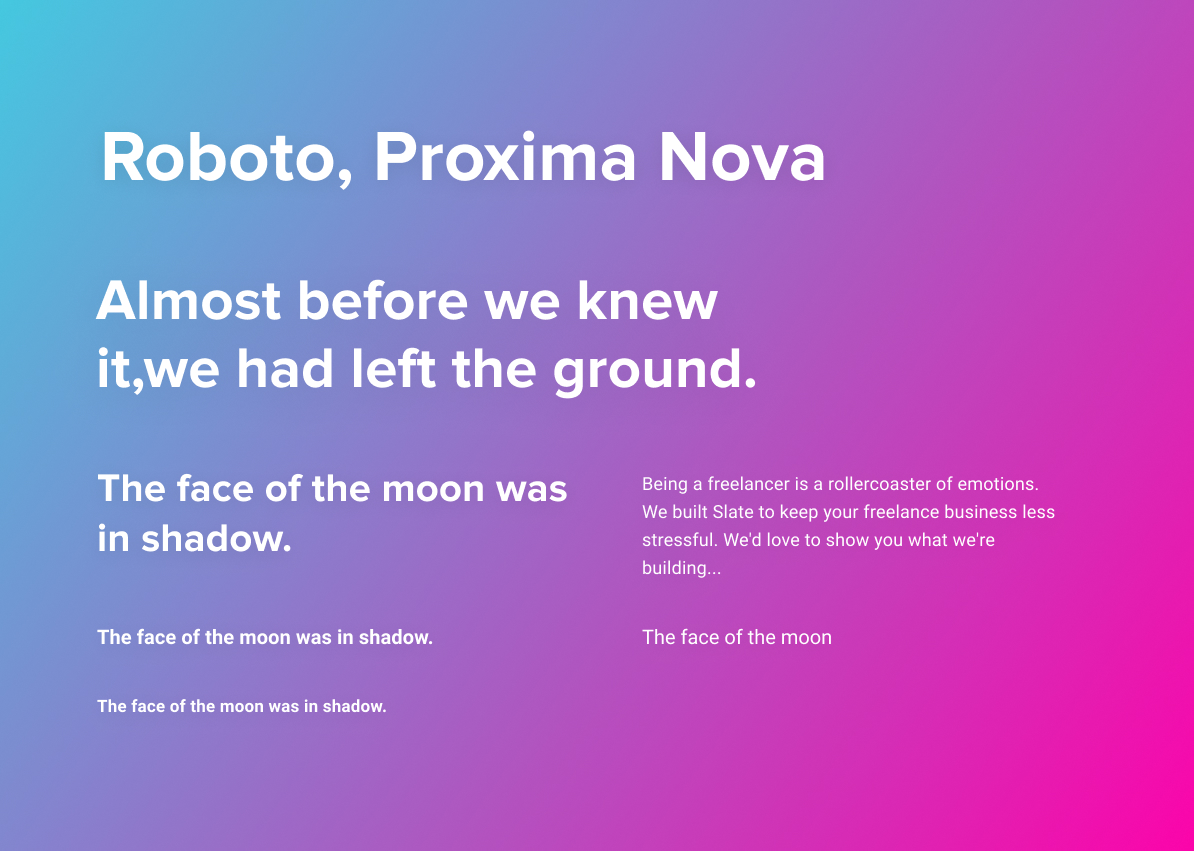 Roboto, Proxima Nova
Almost before we knew
it,we had left the ground.
The face of the moon was
in shadow.
Being a freelancer is a rollercoaster of emotions.
We built Slate to keep your freelance business less
stressful. We'd love to show you what we're
building...
The face of the moon was in shadow.
The face of the moon
The face of the moon was in shadow.